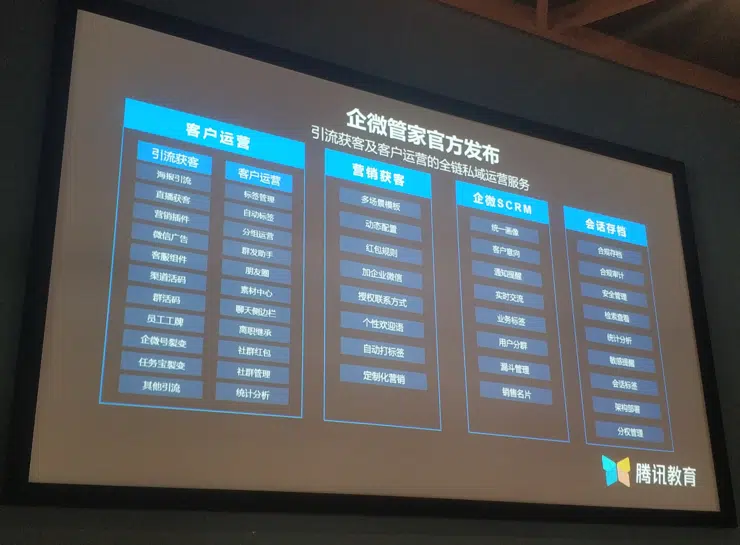 企微管家官方发布
引流获客及客户运营的全链私域运营服务
客户运营
引流获客
海报引流
直播获客
营销插件
微信广告
客服组件
渠道活码
群活码
员工工牌
企微号裂变
任务宝裂变
其他引流
客户运营
标签管理
自动标签
分组运营
群发助手
朋友圈
素材中心
聊天侧边栏
离职继承
社群红包
社群管理
统计分析
营销获客
多场景模板
动态配置
红包规则
加企业微信
授权联系方式
个性欢迎语
自动打标签
定制化营销
企微SCRM
统一画像
客户意向
通知提醒
实时交流
业务标签
用户分群
漏斗管理
销售名片
会话存档
合规存档
合规审计
安全管理
检索查看
统计分析
敏感提醒
会话标签
架构部署
分权管理
腾讯教育